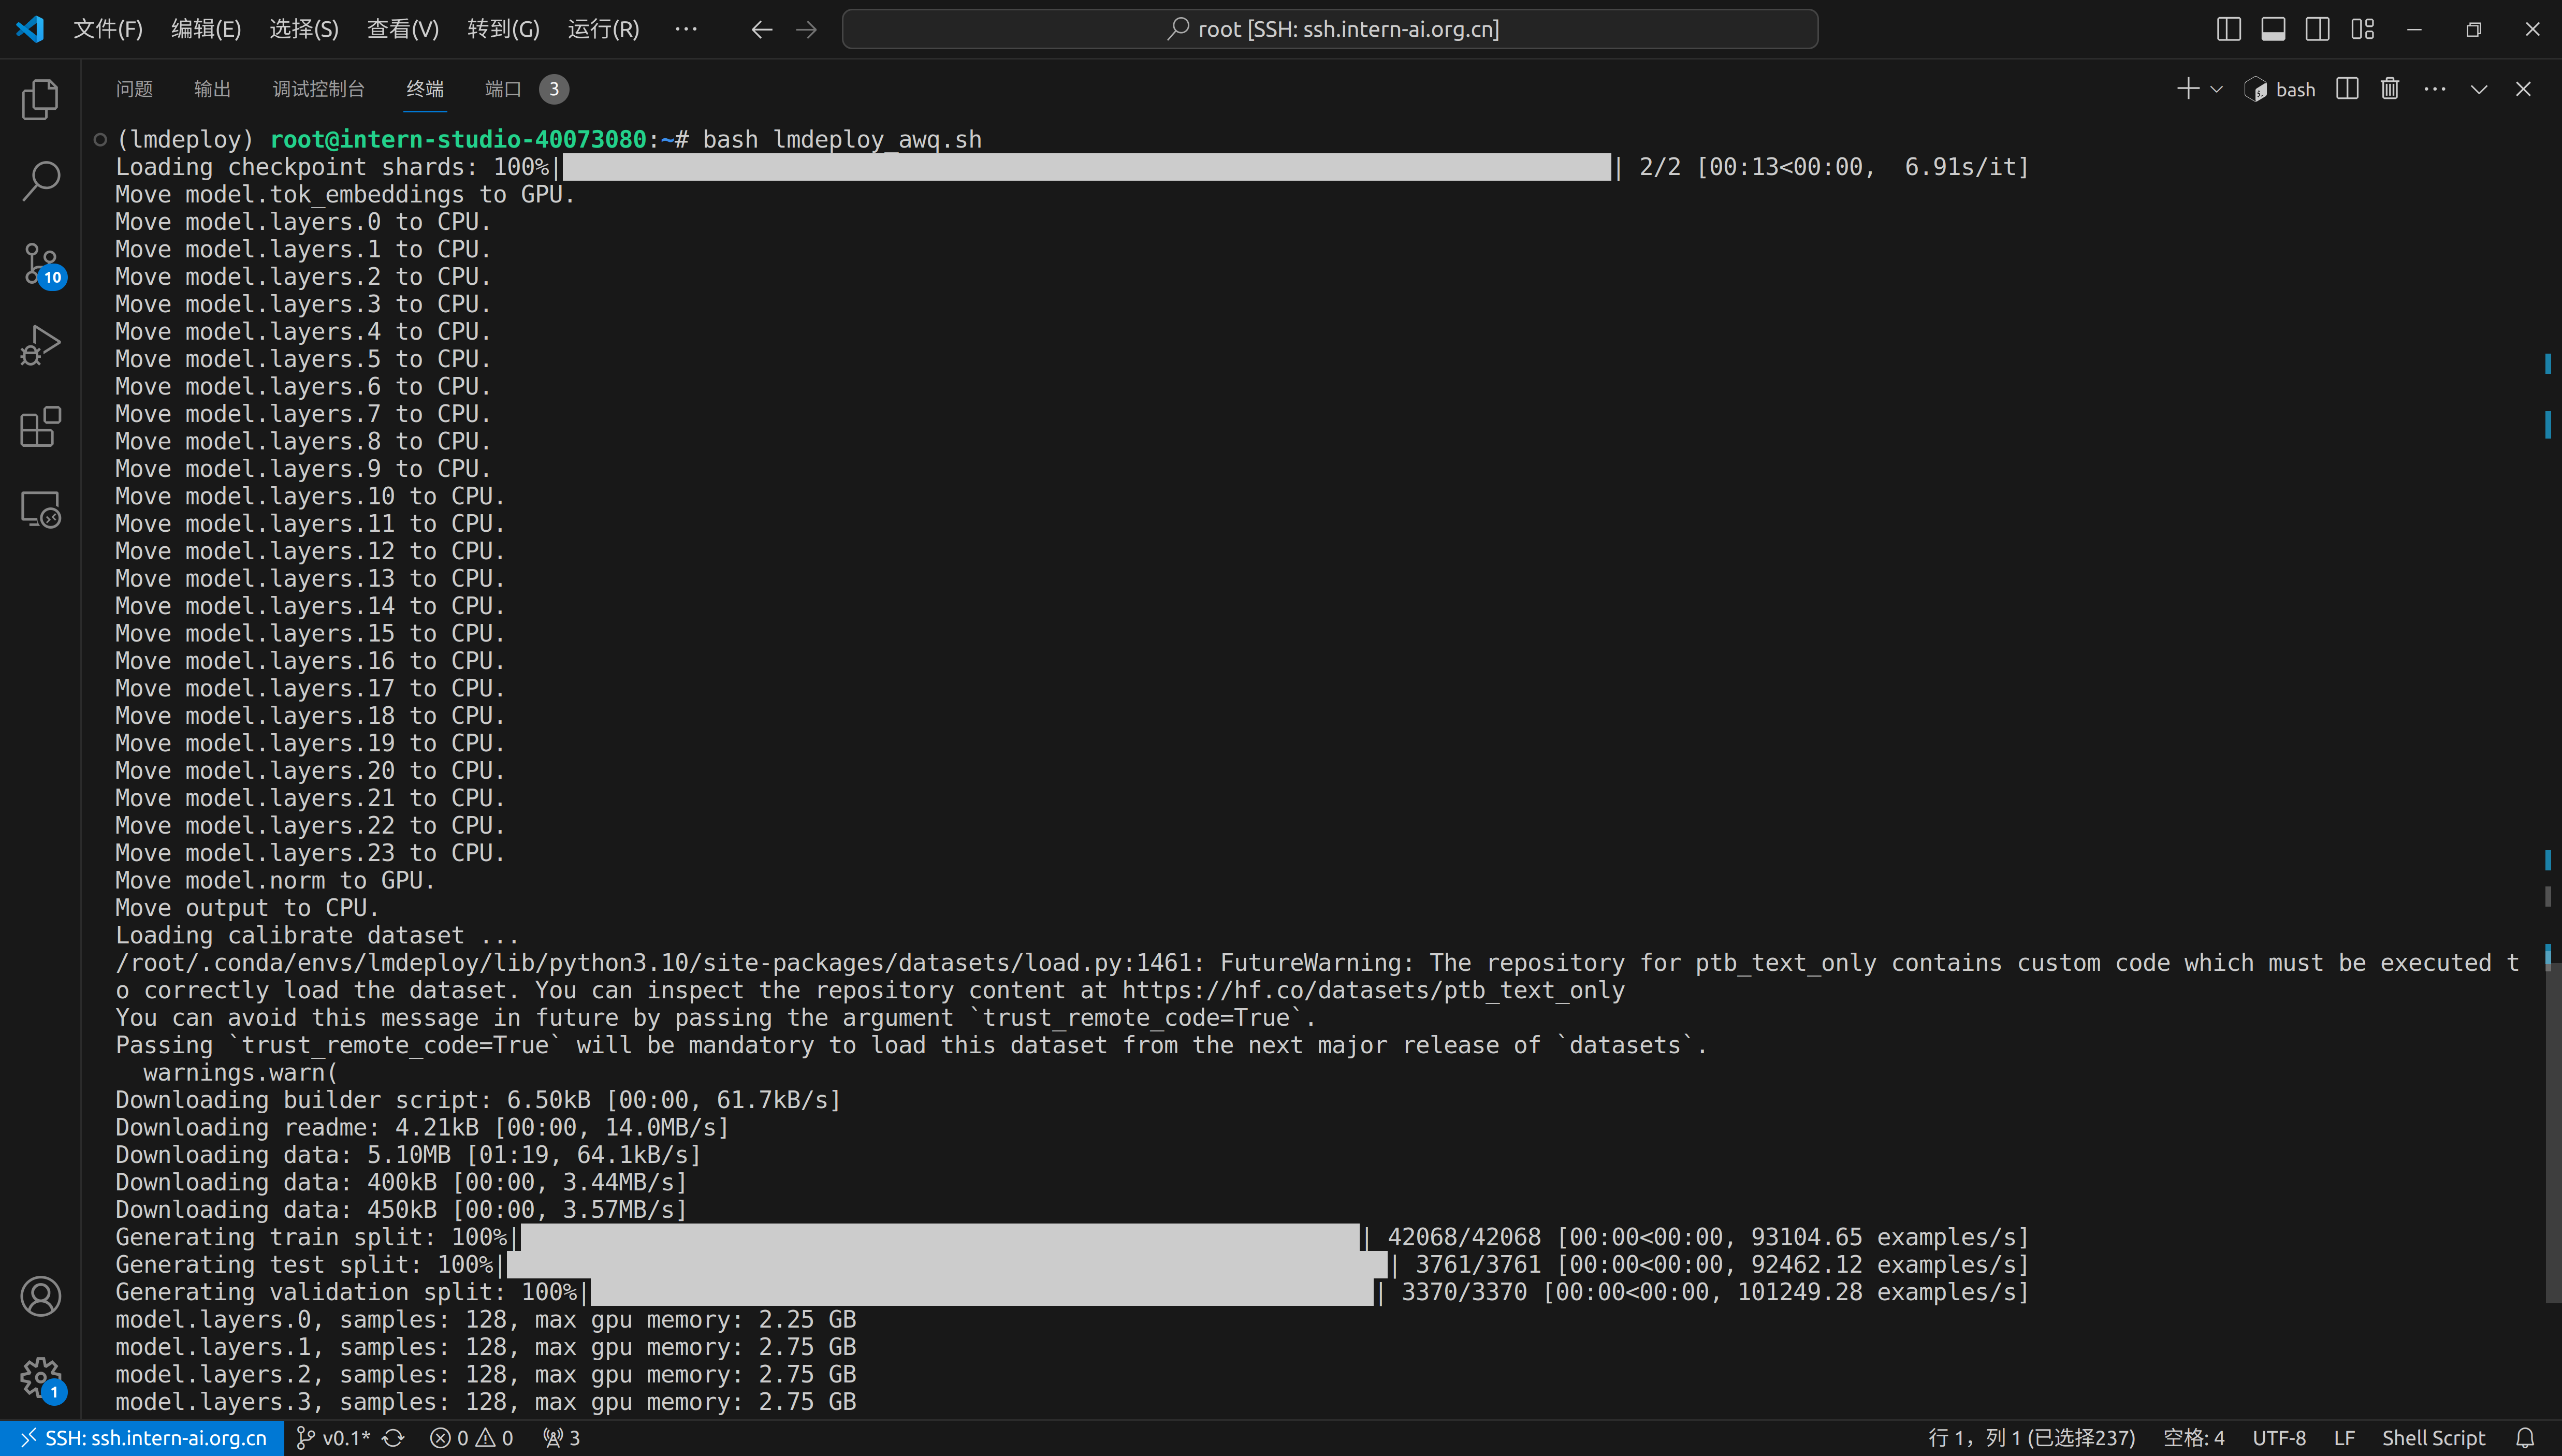 文件(F) 编辑(E) 选择(S) 查看(V) 转到(G) 运行(R) ··· root [SSH: ssh.intern-ai.org.cn]
问题 输出 调试控制台 终端 端口 3 bash
(lmdeploy) root@intern-studio-40073080:~# bash lmdeploy_awq.sh
Loading checkpoint shards: 100%| | 2/2 [00:13<00:00,  6.91s/it]
Move model.tok_embeddings to GPU.
Move model.layers.0 to CPU.
Move model.layers.1 to CPU.
Move model.layers.2 to CPU.
Move model.layers.3 to CPU.
Move model.layers.4 to CPU.
Move model.layers.5 to CPU.
Move model.layers.6 to CPU.
Move model.layers.7 to CPU.
Move model.layers.8 to CPU.
Move model.layers.9 to CPU.
Move model.layers.10 to CPU.
Move model.layers.11 to CPU.
Move model.layers.12 to CPU.
Move model.layers.13 to CPU.
Move model.layers.14 to CPU.
Move model.layers.15 to CPU.
Move model.layers.16 to CPU.
Move model.layers.17 to CPU.
Move model.layers.18 to CPU.
Move model.layers.19 to CPU.
Move model.layers.20 to CPU.
Move model.layers.21 to CPU.
Move model.layers.22 to CPU.
Move model.layers.23 to CPU.
Move model.norm to GPU.
Move output to CPU.
Loading calibrate dataset ...
/root/.conda/envs/lmdeploy/lib/python3.10/site-packages/datasets/load.py:1461: FutureWarning: The repository for ptb_text_only contains custom code which must be executed t
o correctly load the dataset. You can inspect the repository content at https://hf.co/datasets/ptb_text_only
You can avoid this message in future by passing the argument `trust_remote_code=True`.
Passing `trust_remote_code=True` will be mandatory to load this dataset from the next major release of `datasets`.
  warnings.warn(
Downloading builder script: 6.50kB [00:00, 61.7kB/s]
Downloading readme: 4.21kB [00:00, 14.0MB/s]
Downloading data: 5.10MB [01:19, 64.1kB/s]
Downloading data: 400kB [00:00, 3.44MB/s]
Downloading data: 450kB [00:00, 3.57MB/s]
Generating train split: 100%| | 42068/42068 [00:00<00:00, 93104.65 examples/s]
Generating test split: 100%| | 3761/3761 [00:00<00:00, 92462.12 examples/s]
Generating validation split: 100%| | 3370/3370 [00:00<00:00, 101249.28 examples/s]
model.layers.0, samples: 128, max gpu memory: 2.25 GB
model.layers.1, samples: 128, max gpu memory: 2.75 GB
model.layers.2, samples: 128, max gpu memory: 2.75 GB
model.layers.3, samples: 128, max gpu memory: 2.75 GB
10
1
SSH: ssh.intern-ai.org.cn v0.1* 0 0 3 行 1，列 1 (已选择237) 空格: 4 UTF-8 LF Shell Script